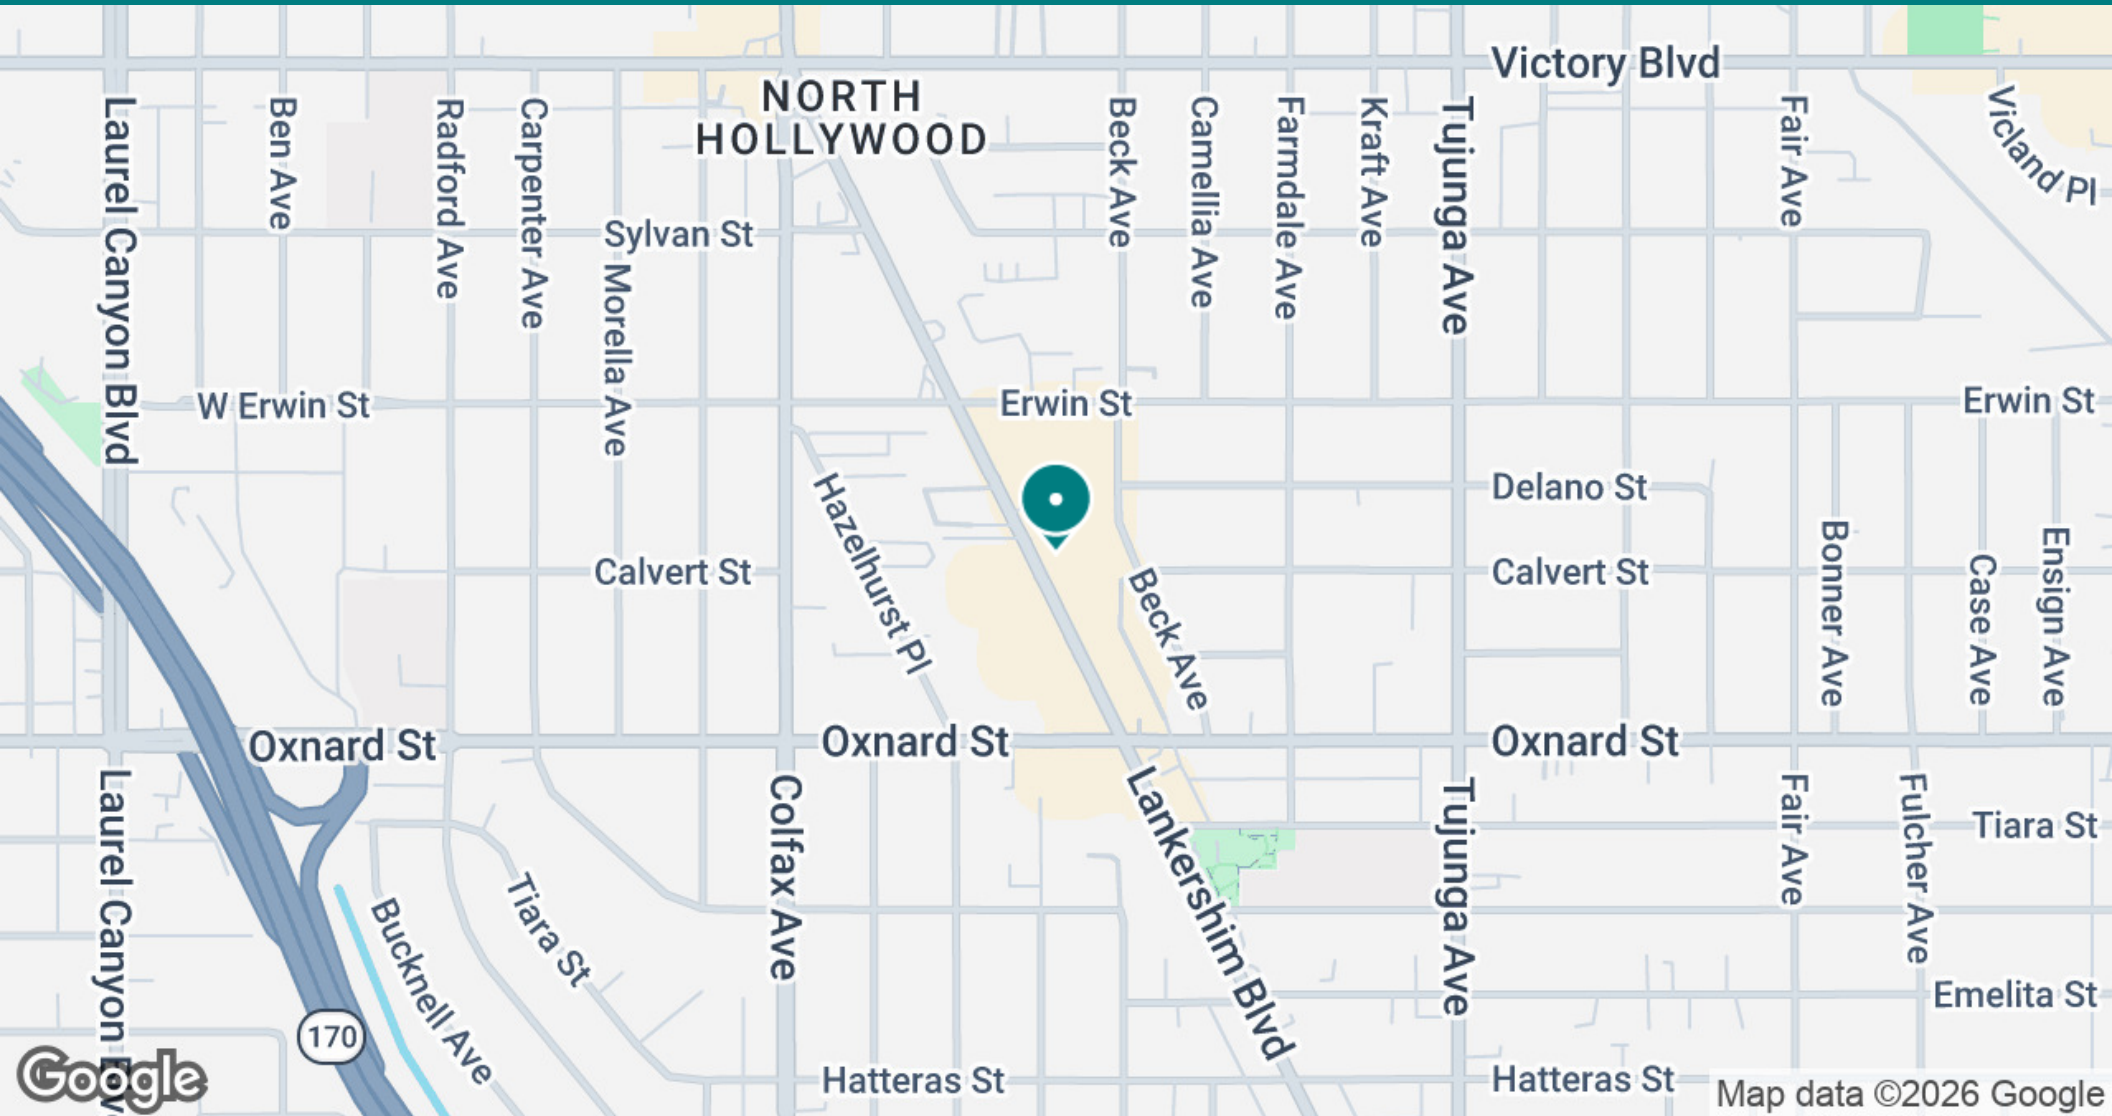 Victory Blvd
NORTH
HOLLYWOOD
Laurel Canyon Blvd
Ben Ave
Radford Ave
Carpenter Ave
Beck Ave
Camellia Ave
Farmdale Ave
Kraft Ave
Tujunga Ave
Fair Ave
Vicland Pl
Sylvan St
Morella Ave
W Erwin St
Erwin St
Erwin St
Hazelhurst Pl
Delano St
Calvert St
Calvert St
Beck Ave
Bonner Ave
Case Ave
Ensign Ave
Oxnard St
Oxnard St
Oxnard St
Laurel Canyon Blv
Colfax Ave
Lankershim Blvd
Tujunga Ave
Fair Ave
Fulcher Ave
Tiara St
Tiara St
Bucknell Ave
Emelita St
170
Hatteras St
Hatteras St
Google
Map data ©2026 Google